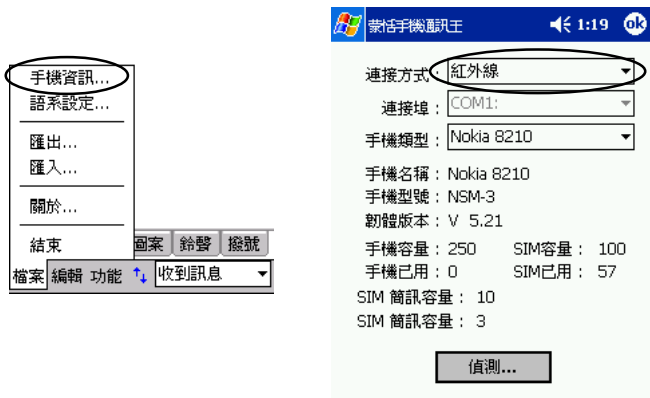 手機資訊...
語系設定...
匯出...
匯入...
關於...
結束
圖案 鈴聲 撥號
檔案 編輯 功能 收到訊息
蒙恬手機通訊王 1:19 ok
連接方式： 紅外線
連接埠： COM1:
手機類型： Nokia 8210
手機名稱：Nokia 8210
手機型號：NSM-3
韌體版本：V 5.21
手機容量：250 SIM容量： 100
手機已用：0 SIM已用： 57
SIM 簡訊容量： 10
SIM 簡訊容量： 3
偵測...